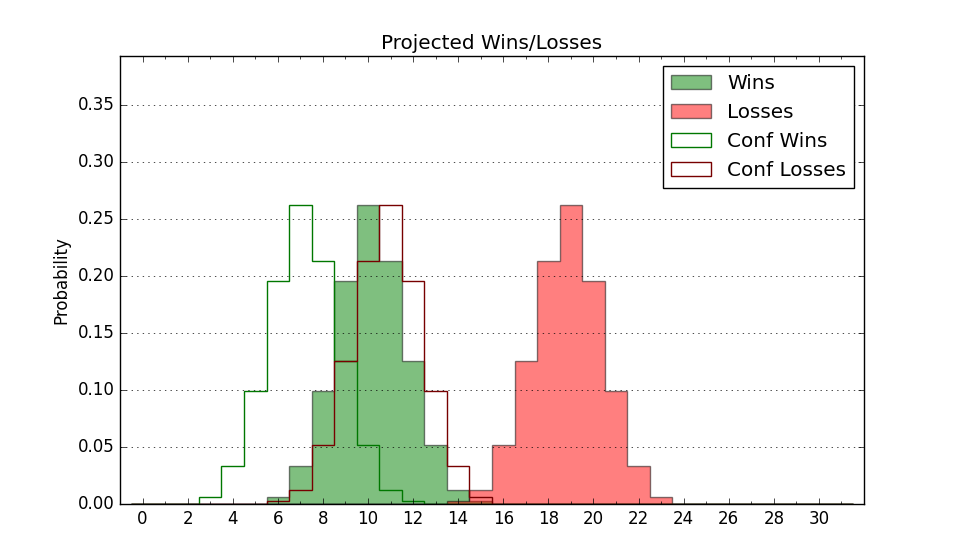 Projected Wins/Losses
Wins
Losses
Conf Wins
Conf Losses
Probability
0.35
0.30
0.25
0.20
0.15
0.10
0.05
0.00
0 2 4 6 8 10 12 14 16 18 20 22 24 26 28 30